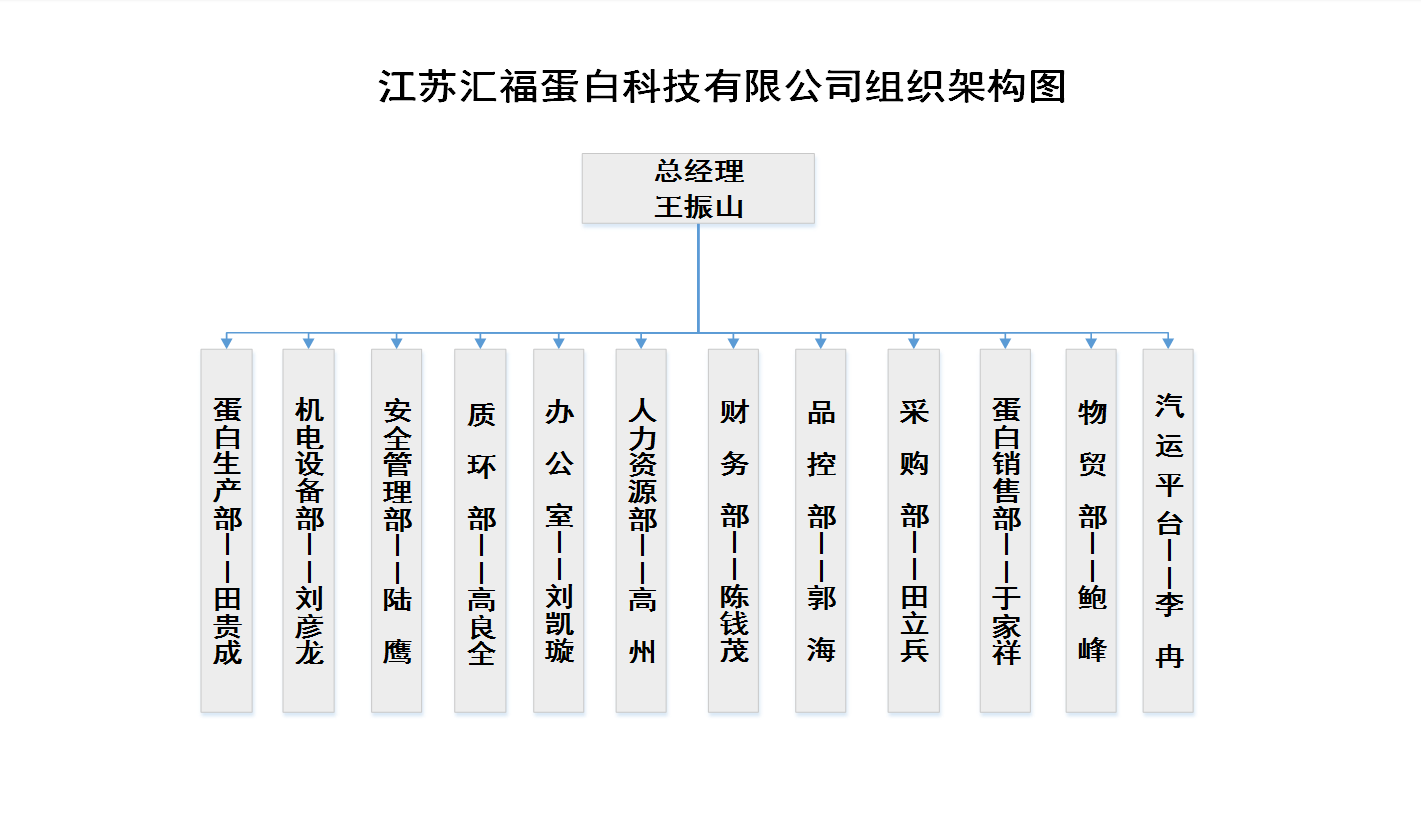 江苏汇福蛋白科技有限公司组织架构图
总经理
王振山
蛋白生产部——田贵成
机电设备部——刘彦龙
安全管理部——陆 鹰
质 环 部——高良全
办 公 室——刘凯璇
人力资源部——高 州
财 务 部——陈钱茂
品 控 部——郭 海
采 购 部——田立兵
蛋白销售部——于家祥
物 贸 部——鲍 峰
汽 运 平 台——李 冉